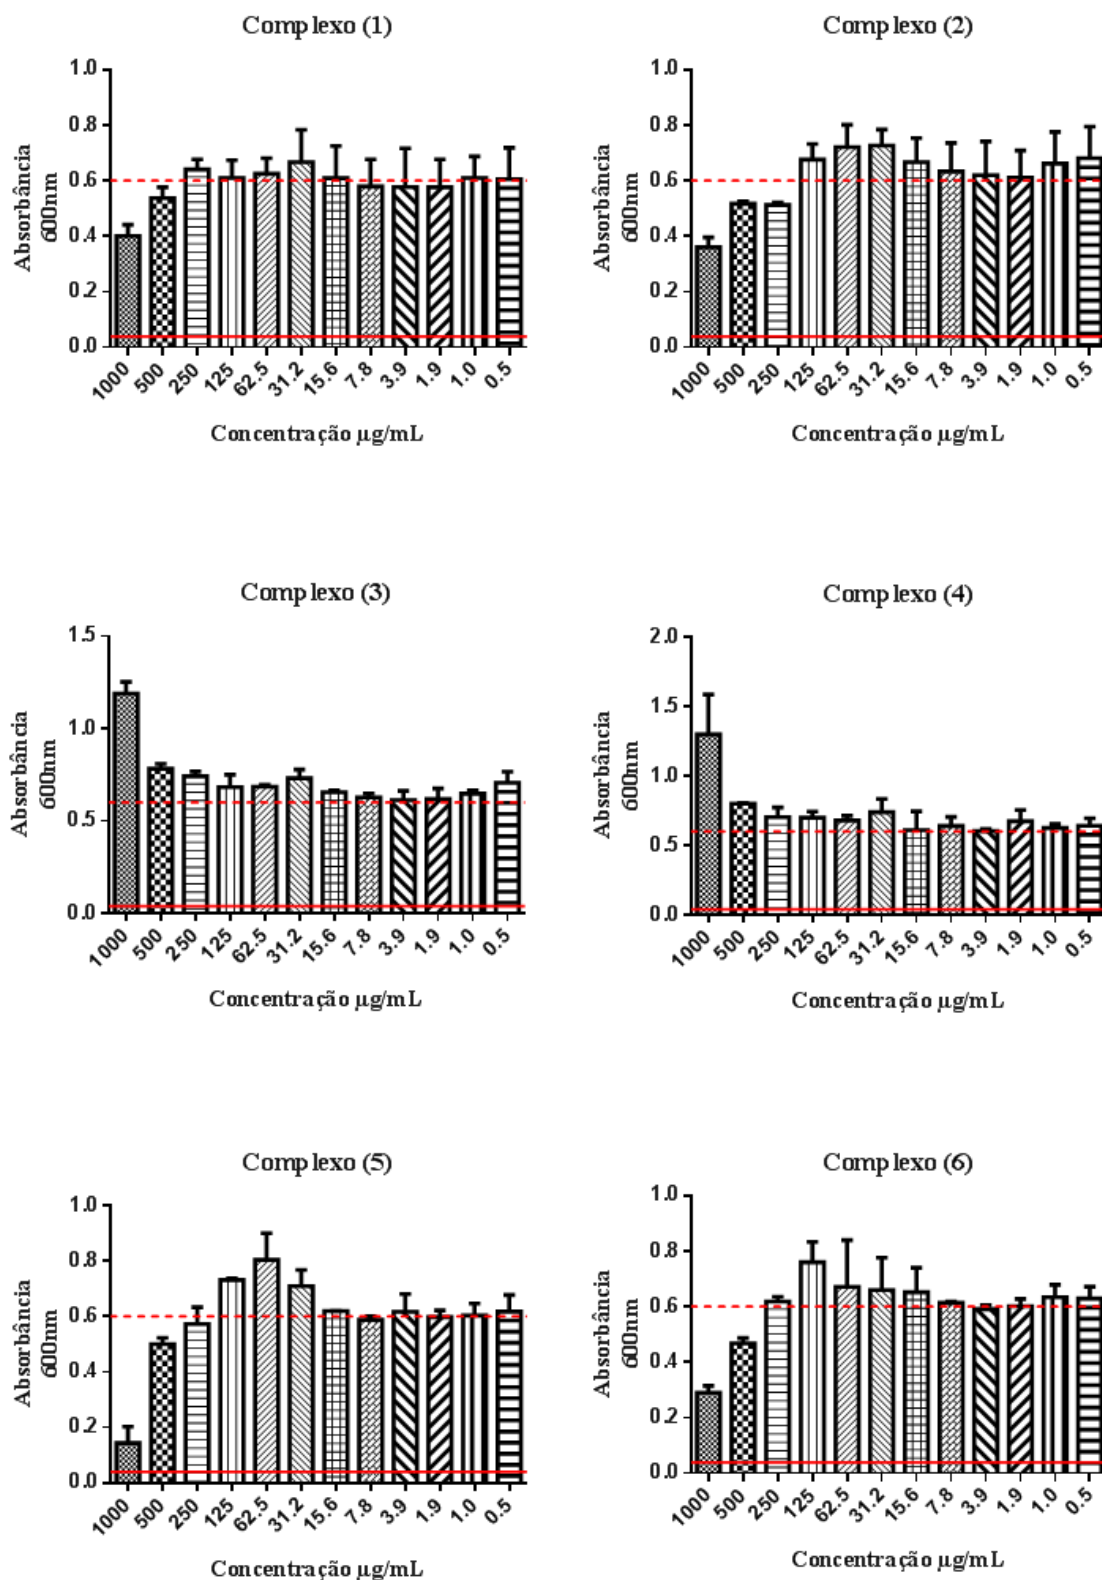 Complexo (1)
1.0
0.8
0.6
0.4
0.2
0.0
Absorbância
600nm
1000 500 250 125 62.5 31.2 15.6 7.8 3.9 1.9 1.0 0.5
Concentração µg/mL
Complexo (2)
1.0
0.8
0.6
0.4
0.2
0.0
Absorbância
600nm
1000 500 250 125 62.5 31.2 15.6 7.8 3.9 1.9 1.0 0.5
Concentração µg/mL
Complexo (3)
1.5
1.0
0.5
0.0
Absorbância
600nm
1000 500 250 125 62.5 31.2 15.6 7.8 3.9 1.9 1.0 0.5
Concentração µg/mL
Complexo (4)
2.0
1.5
1.0
0.5
0.0
Absorbância
600nm
1000 500 250 125 62.5 31.2 15.6 7.8 3.9 1.9 1.0 0.5
Concentração µg/mL
Complexo (5)
1.0
0.8
0.6
0.4
0.2
0.0
Absorbância
600nm
1000 500 250 125 62.5 31.2 15.6 7.8 3.9 1.9 1.0 0.5
Concentração µg/mL
Complexo (6)
1.0
0.8
0.6
0.4
0.2
0.0
Absorbância
600nm
1000 500 250 125 62.5 31.2 15.6 7.8 3.9 1.9 1.0 0.5
Concentração µg/mL